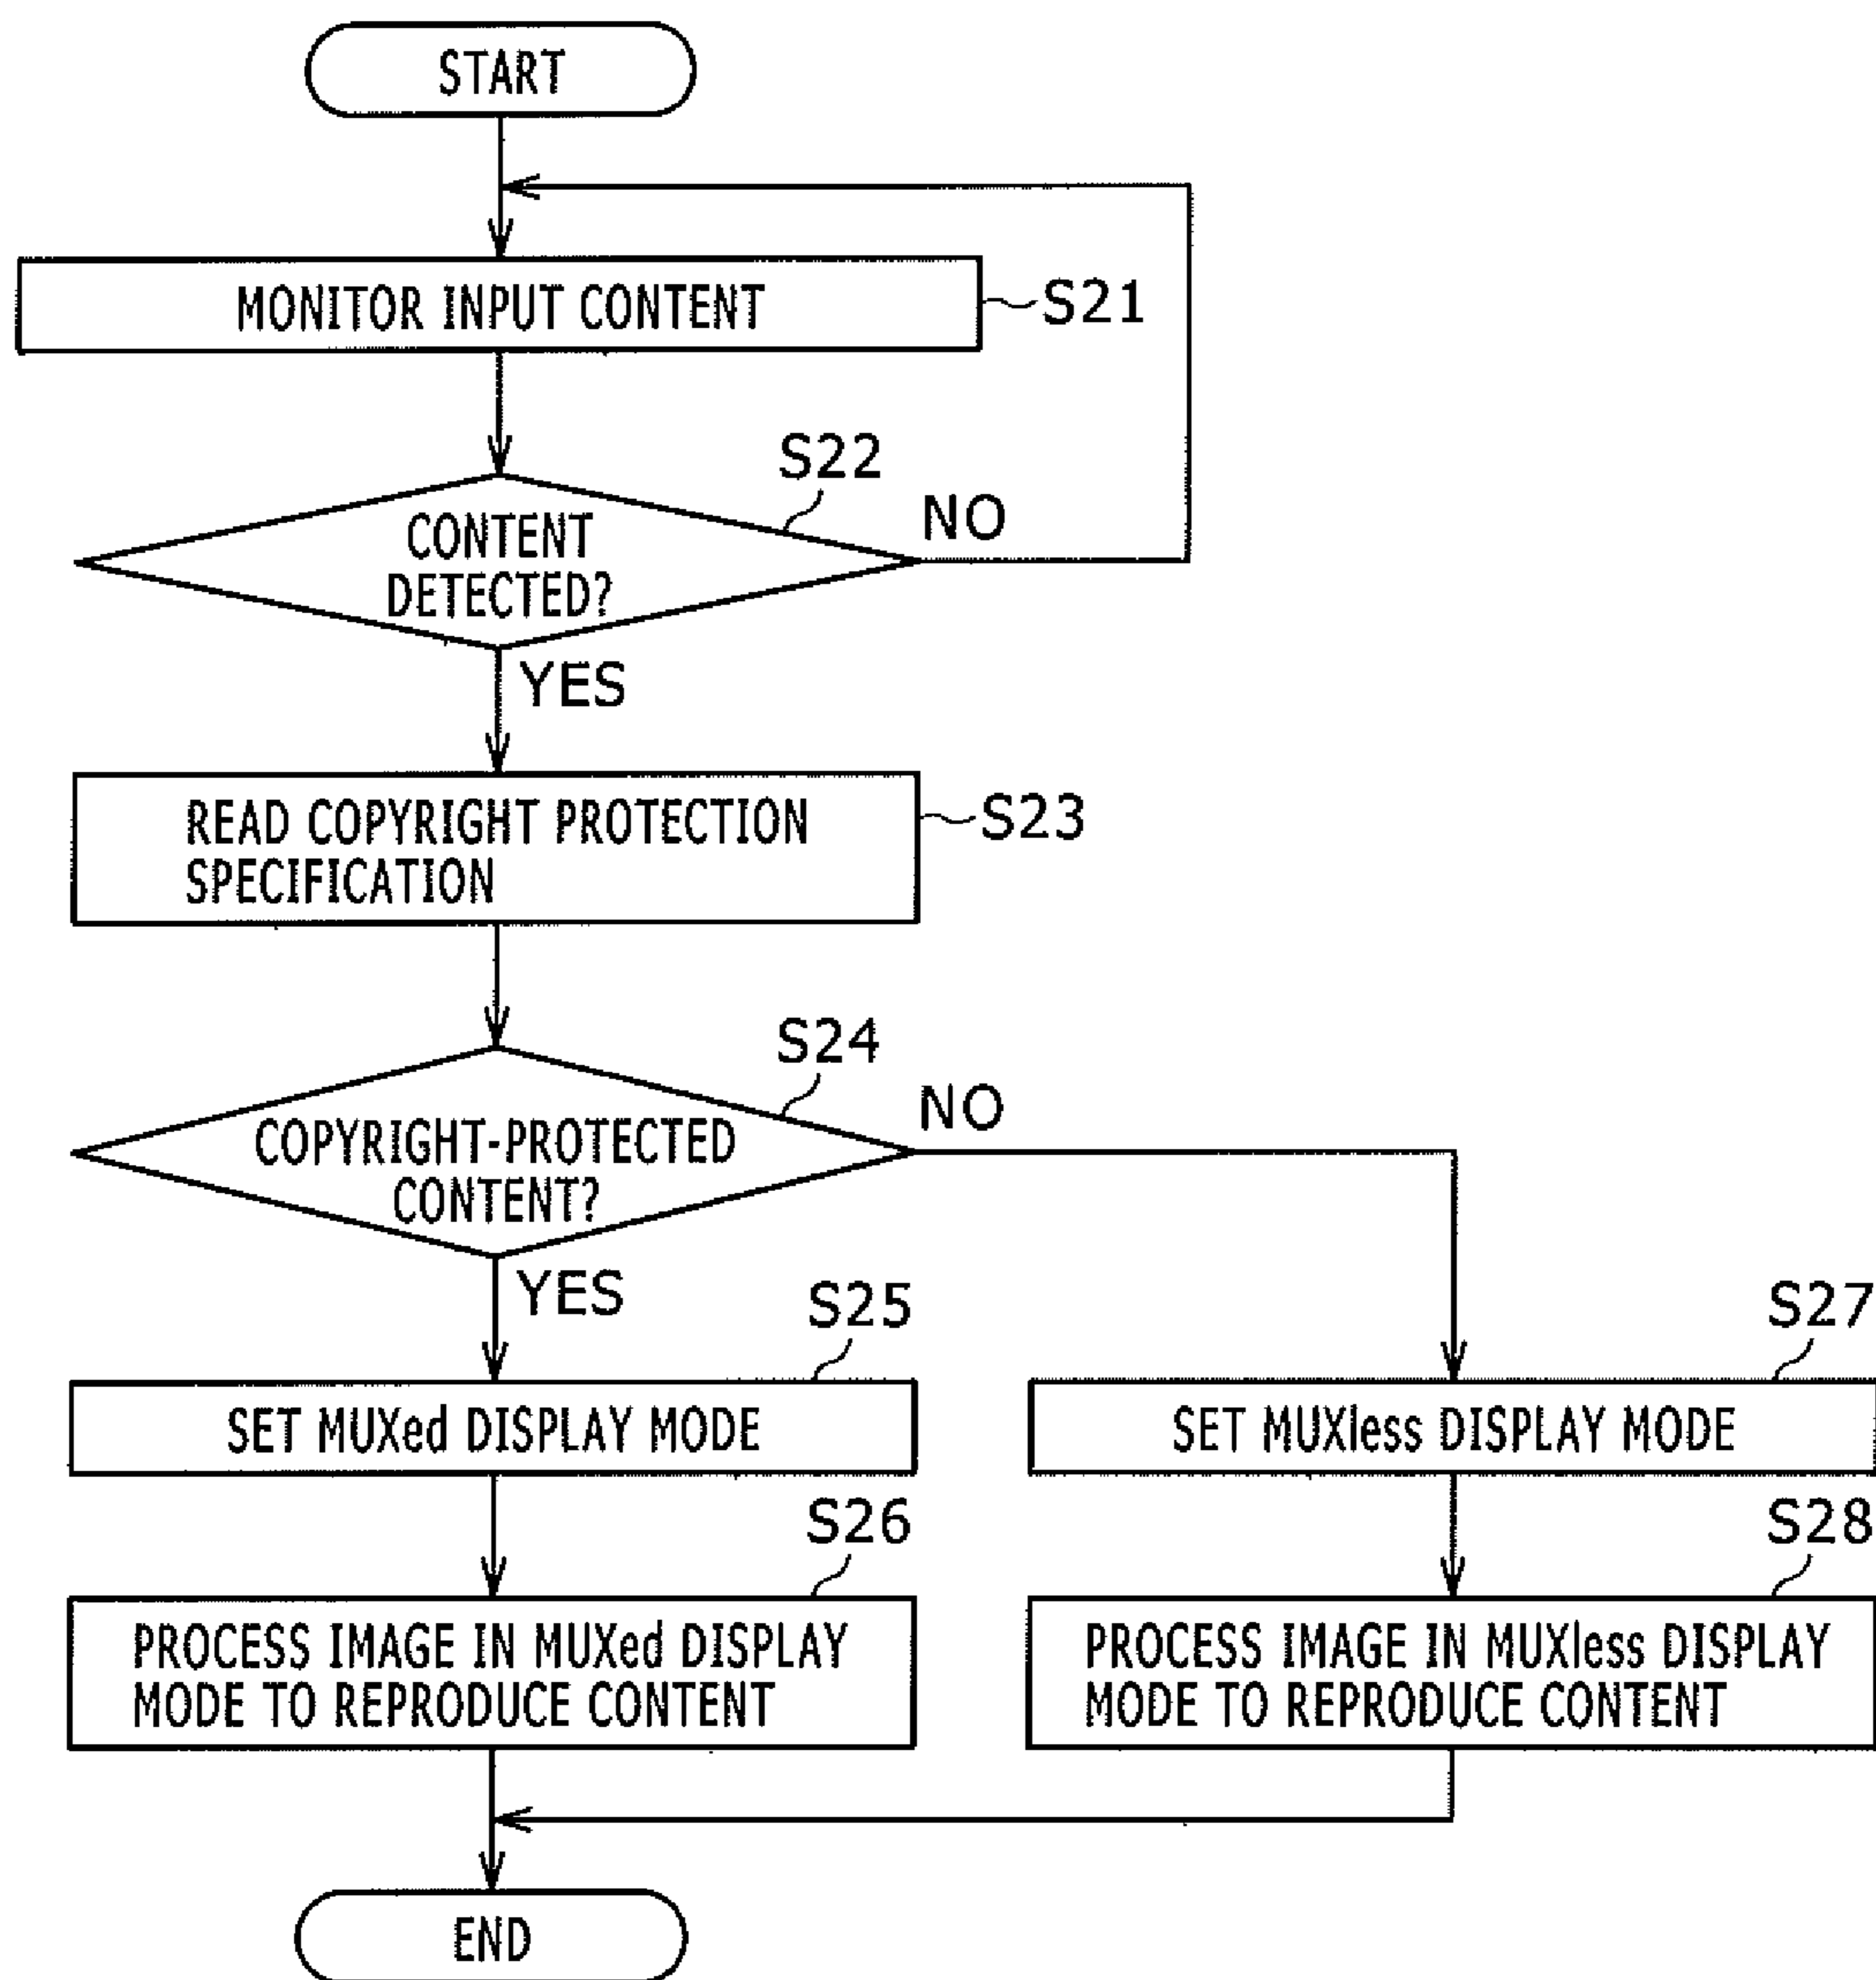 START
MONITOR INPUT CONTENT
S21
S22
CONTENT
DETECTED?
NO
YES
READ COPYRIGHT PROTECTION
SPECIFICATION
S23
S24
COPYRIGHT-PROTECTED
CONTENT?
NO
YES
S25
SET MUXed DISPLAY MODE
S27
SET MUXless DISPLAY MODE
S26
PROCESS IMAGE IN MUXed DISPLAY
MODE TO REPRODUCE CONTENT
S28
PROCESS IMAGE IN MUXless DISPLAY
MODE TO REPRODUCE CONTENT
END